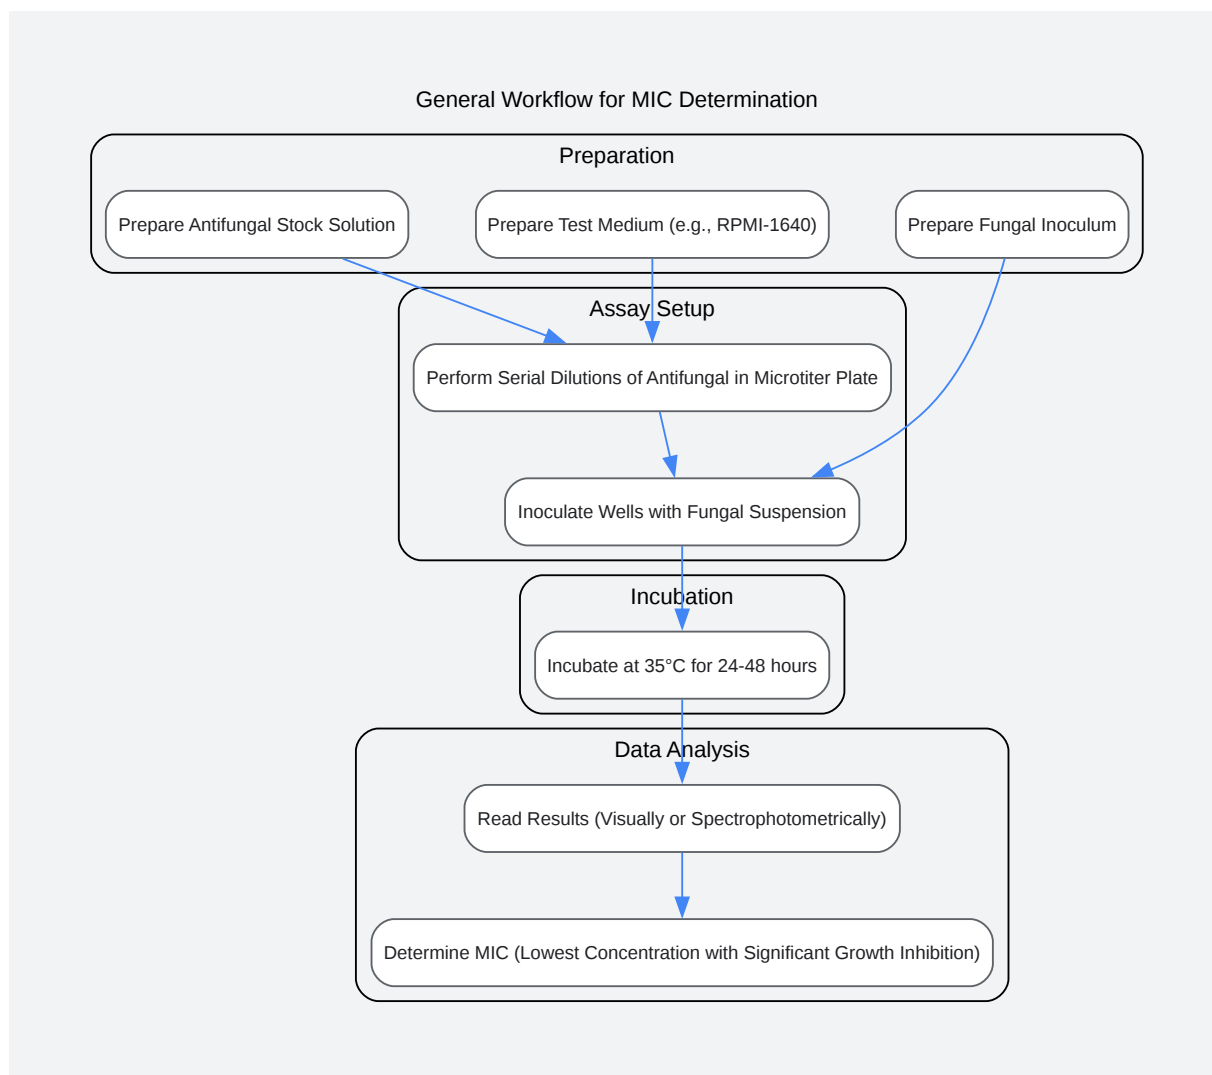 General Workflow for MIC Determination
Preparation
Prepare Antifungal Stock Solution
Prepare Test Medium (e.g., RPMI-1640)
Prepare Fungal Inoculum
Assay Setup
Perform Serial Dilutions of Antifungal in Microtiter Plate
Inoculate Wells with Fungal Suspension
Incubation
Incubate at 35°C for 24-48 hours
Data Analysis
Read Results (Visually or Spectrophotometrically)
Determine MIC (Lowest Concentration with Significant Growth Inhibition)